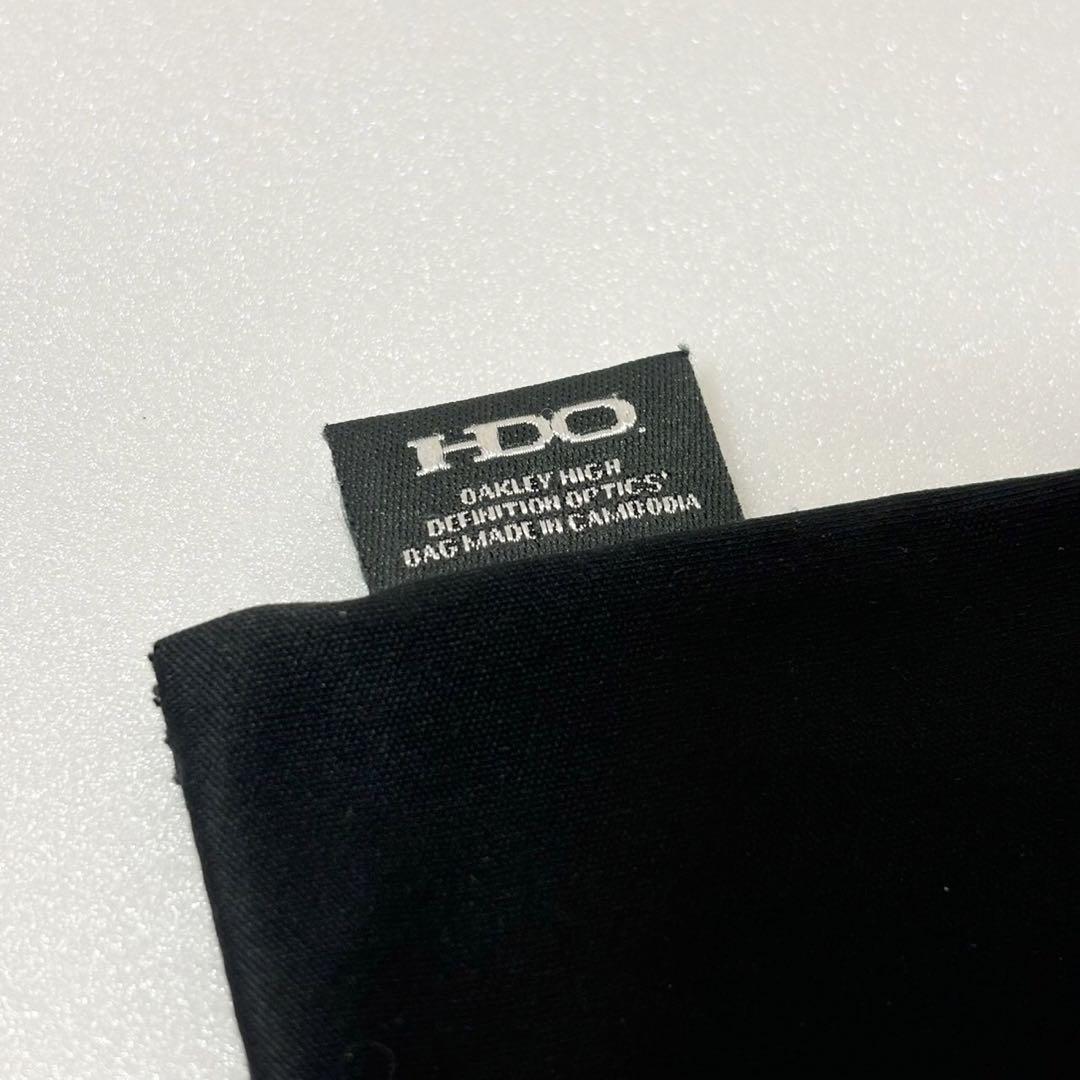 HDO.
OAKLEY HIGH
DEFINITION OPTICS'
BAG MADE IN CAMBODIA